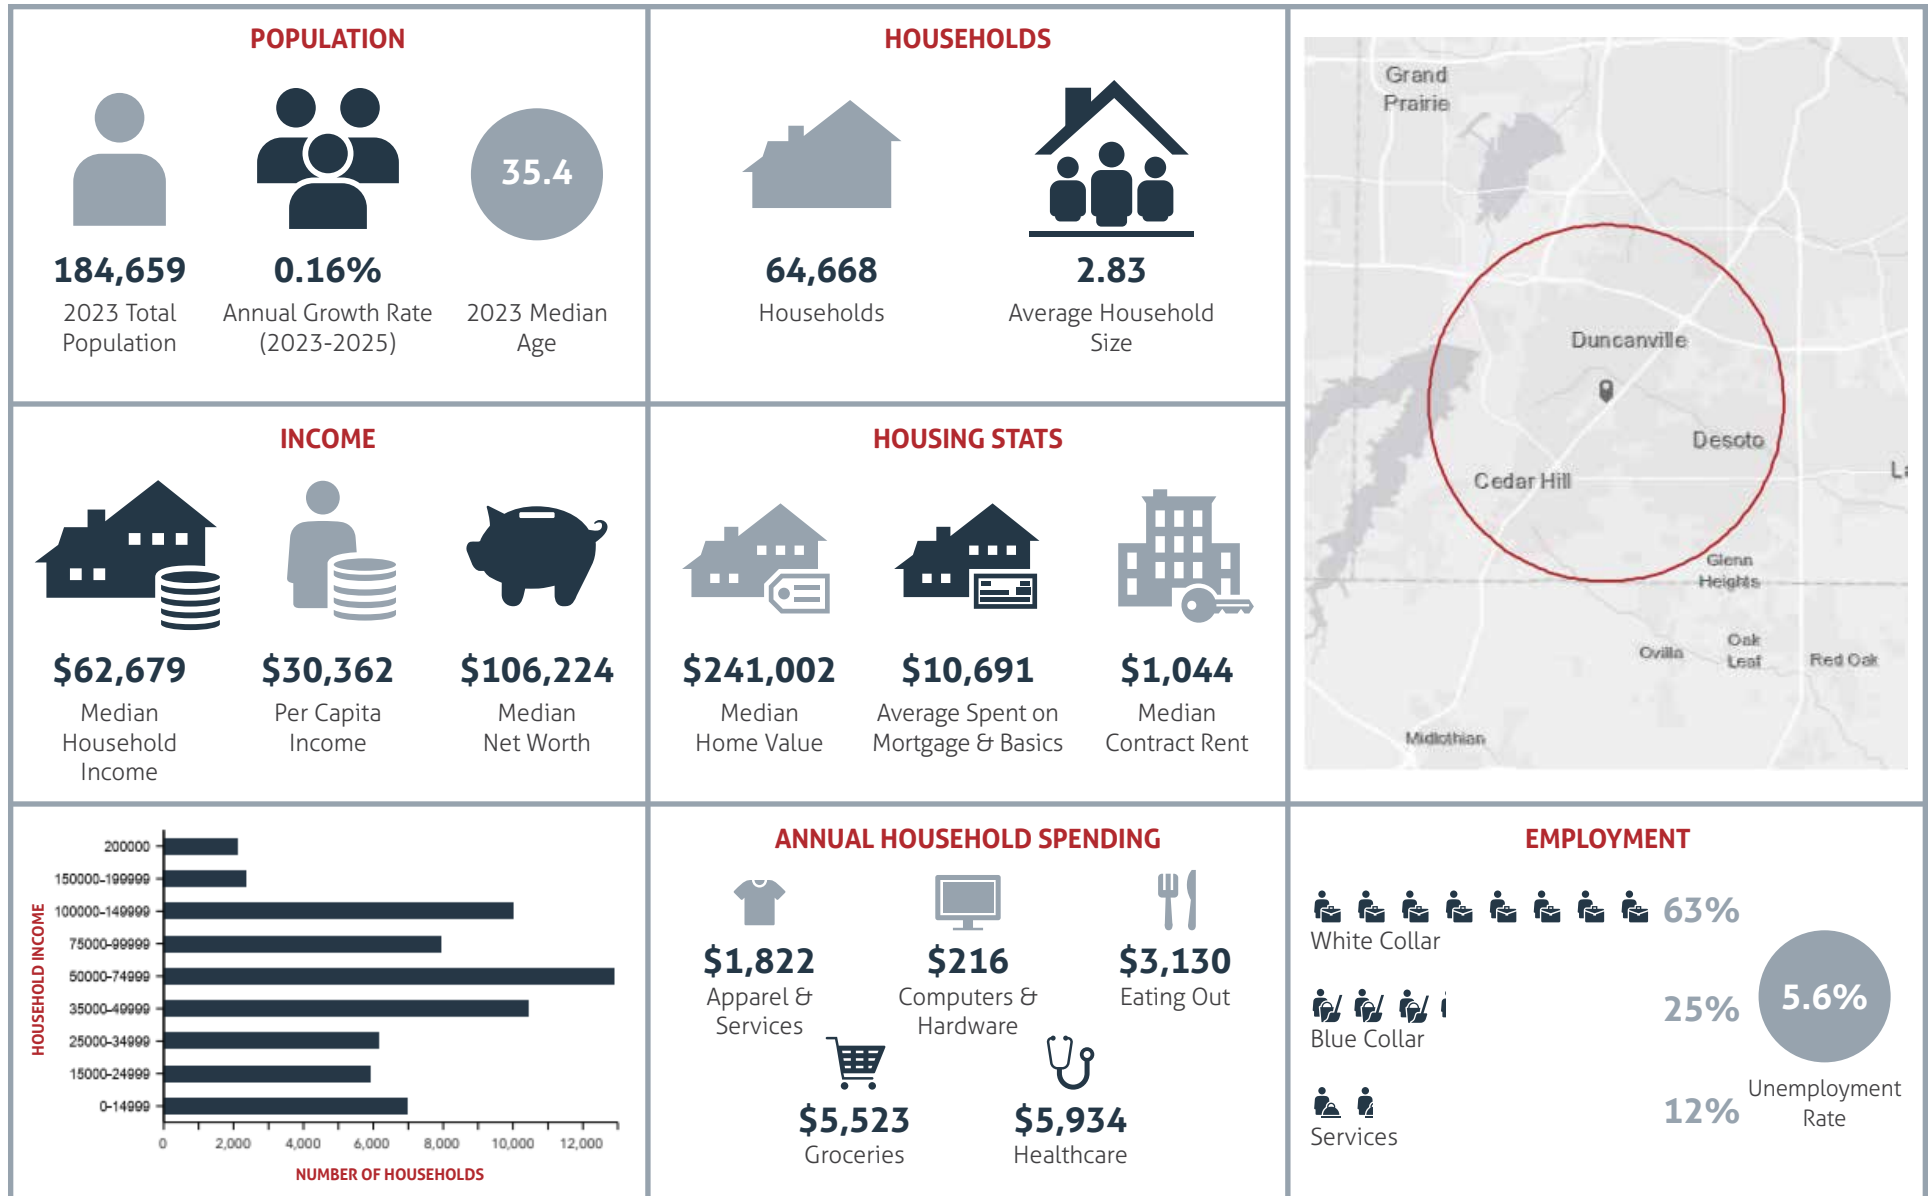 POPULATION
35.4
184,659
2023 Total
Population
0.16%
Annual Growth Rate
(2023-2025)
2023 Median
Age
HOUSEHOLDS
64,668
Households
2.83
Average Household
Size
Grand
Prairie
Duncanville
Desoto
Cedar Hill
La
Glenn
Heights
Ovilla
Oak
Leaf
Red Oak
Midlothian
INCOME
$62,679
Median
Household
Income
$30,362
Per Capita
Income
$106,224
Median
Net Worth
HOUSING STATS
$241,002
Median
Home Value
$10,691
Average Spent on
Mortgage & Basics
$1,044
Median
Contract Rent
HOUSEHOLD INCOME
200000
150000-199999
100000-149999
75000-99999
50000-74999
35000-49999
25000-34999
15000-24999
0-14999
0 2,000 4,000 6,000 8,000 10,000 12,000
NUMBER OF HOUSEHOLDS
ANNUAL HOUSEHOLD SPENDING
$1,822
Apparel &
Services
$216
Computers &
Hardware
$3,130
Eating Out
$5,523
Groceries
$5,934
Healthcare
EMPLOYMENT
63%
White Collar
25%
Blue Collar
12%
Services
5.6%
Unemployment
Rate